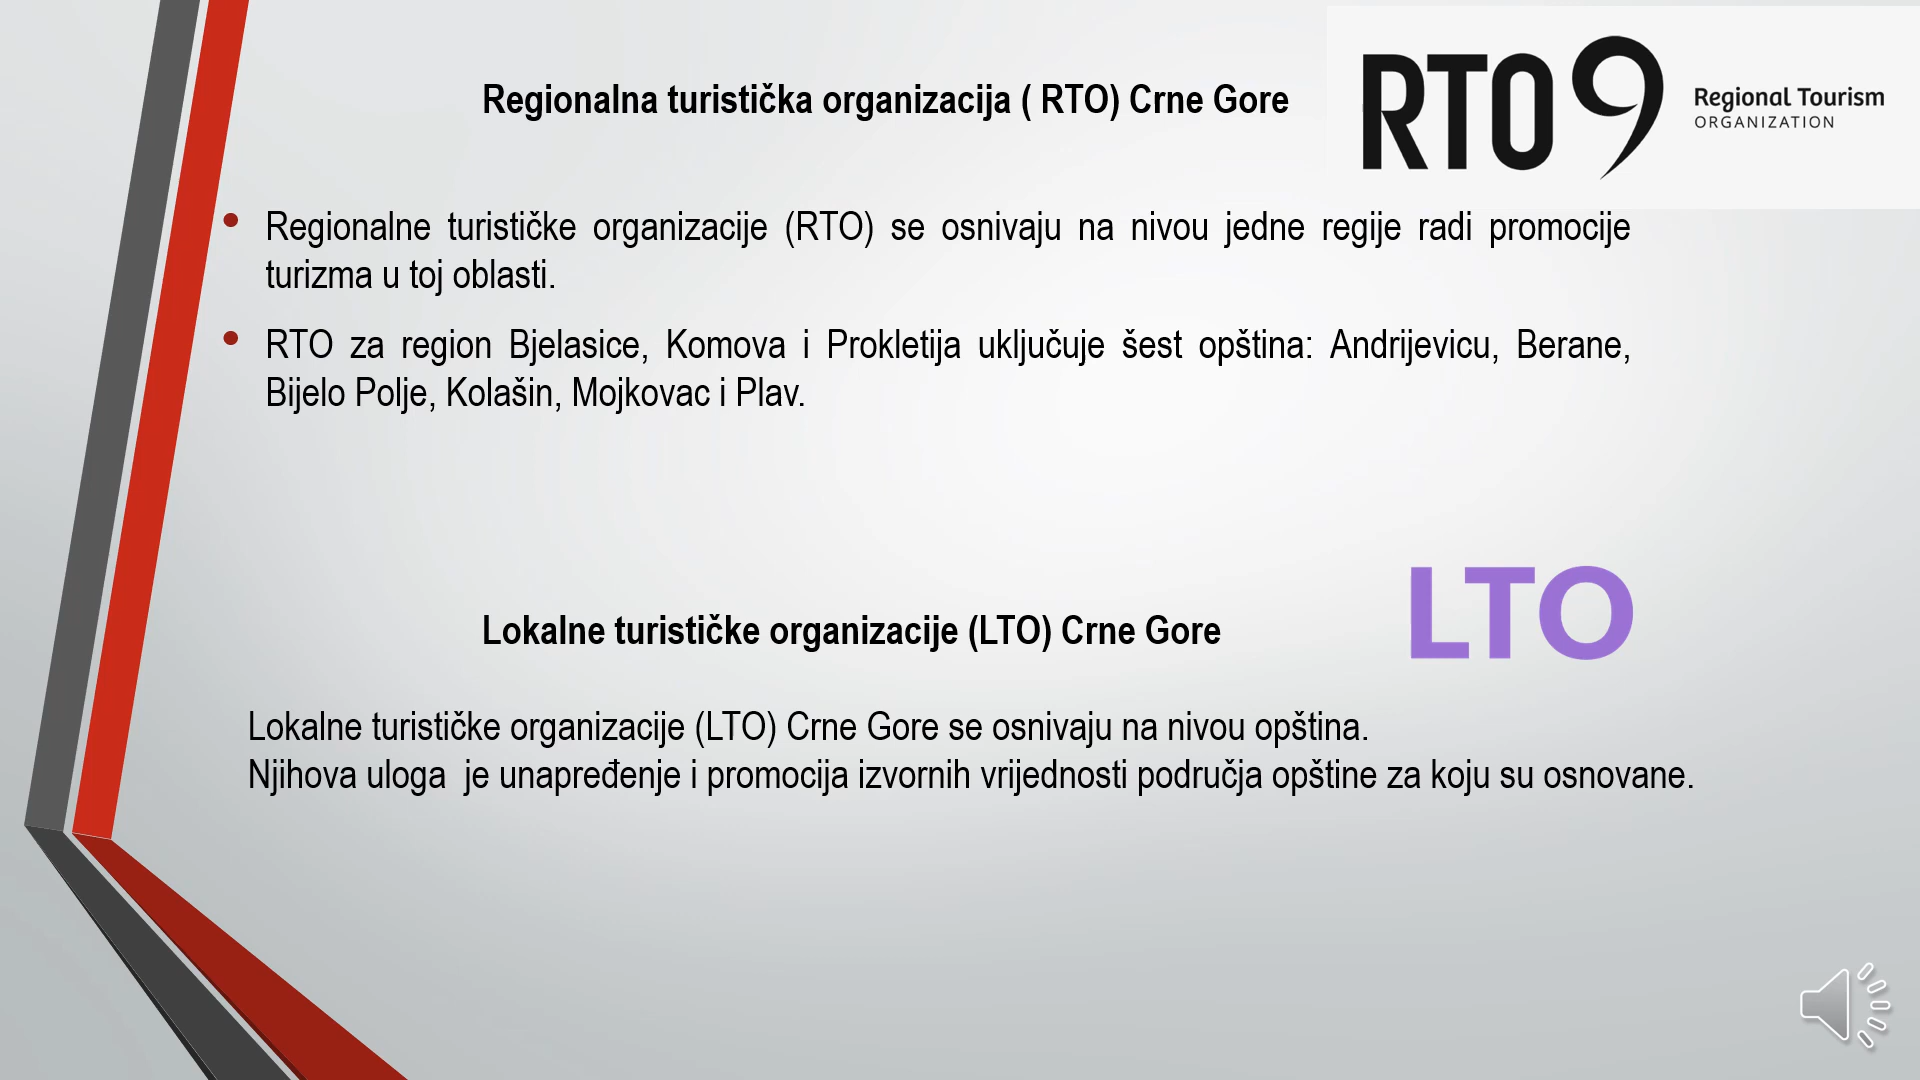 Regionalna turistička organizacija ( RTO) Crne Gore
RTO9 Regional Tourism
ORGANIZATION
• Regionalne turističke organizacije (RTO) se osnivaju na nivou jedne regije radi promocije
turizma u toj oblasti.
• RTO za region Bjelasice, Komova i Prokletija uključuje šest opština: Andrijevicu, Berane,
Bijelo Polje, Kolašin, Mojkovac i Plav.
LTO
Lokalne turističke organizacije (LTO) Crne Gore
Lokalne turističke organizacije (LTO) Crne Gore se osnivaju na nivou opština.
Njihova uloga  je unapređenje i promocija izvornih vrijednosti područja opštine za koju su osnovane.